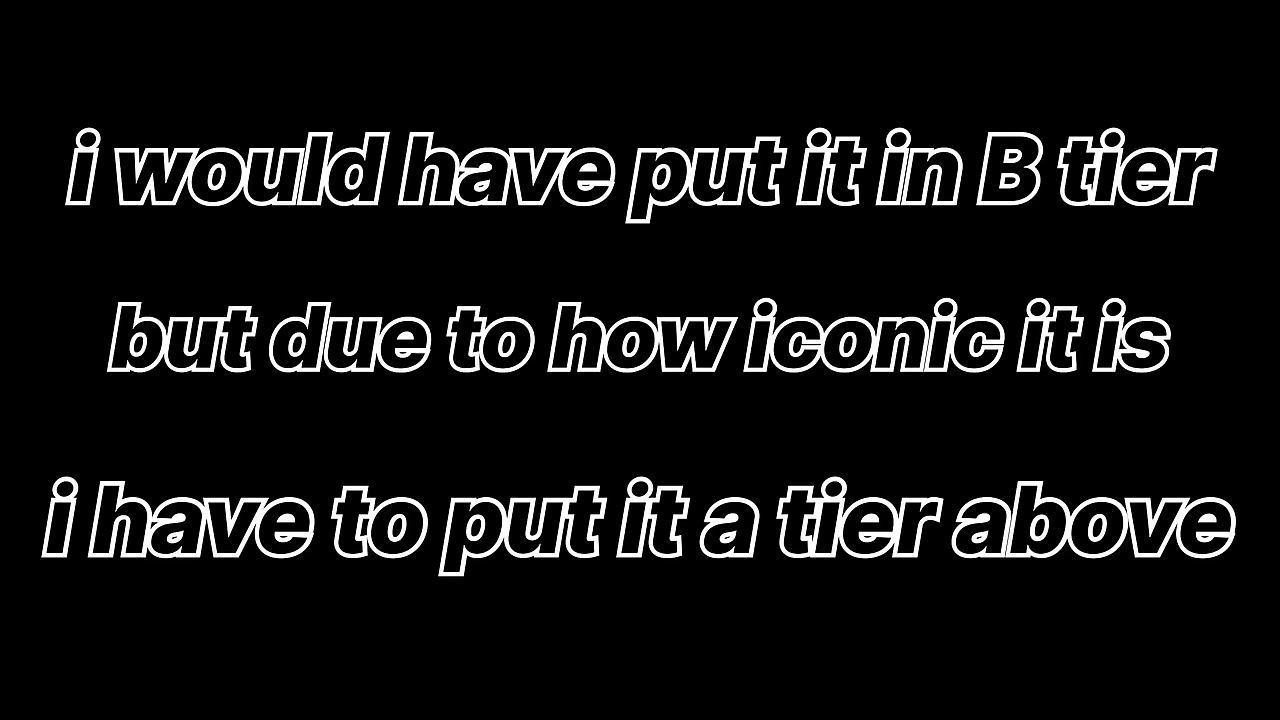 i would have put it in B tier
but due to how iconic it is
i have to put it a tier above